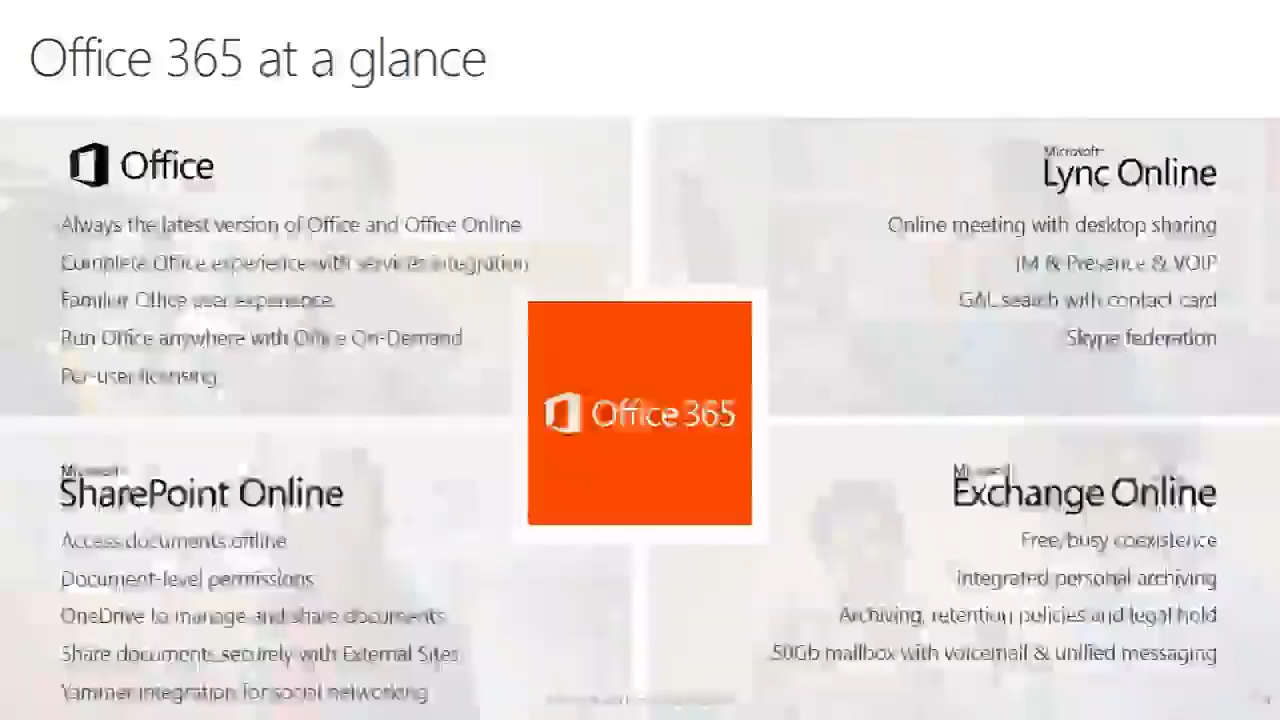 Office 365 at a glance
Office
Always the latest version of Office and Office Online
Complete Office experience with services integration
Familiar Office user experience
Run Office anywhere with Office On-Demand
Per-user licensing
Microsoft
Lync Online
Online meeting with desktop sharing
IM & Presence & VOIP
GAL search with contact card
Skype federation
Office 365
Microsoft
SharePoint Online
Access documents offline
Document-level permissions
OneDrive to manage and share documents
Share documents securely with External Sites
Yammer integration for social networking
Microsoft
Exchange Online
Free/busy coexistence
Integrated personal archiving
Archiving, retention policies and legal hold
50Gb mailbox with voicemail & unified messaging